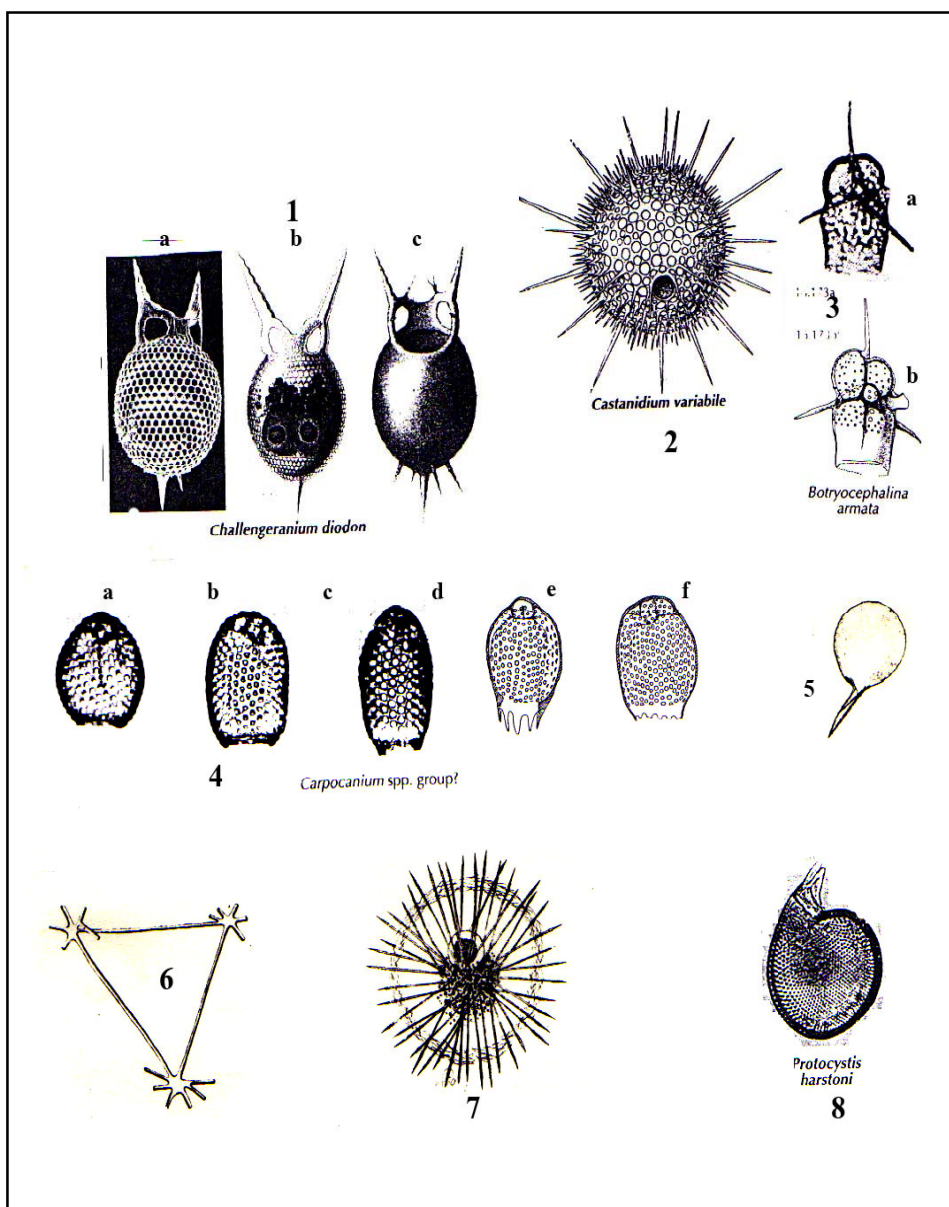 1
a b c
Challengeranium diodon
Castanidium variabile
2
a
3
b
Botryocephalina
armata
a b c d e f
4
Carpocanium spp. group?
5
6
7
Protocystis
harstoni
8